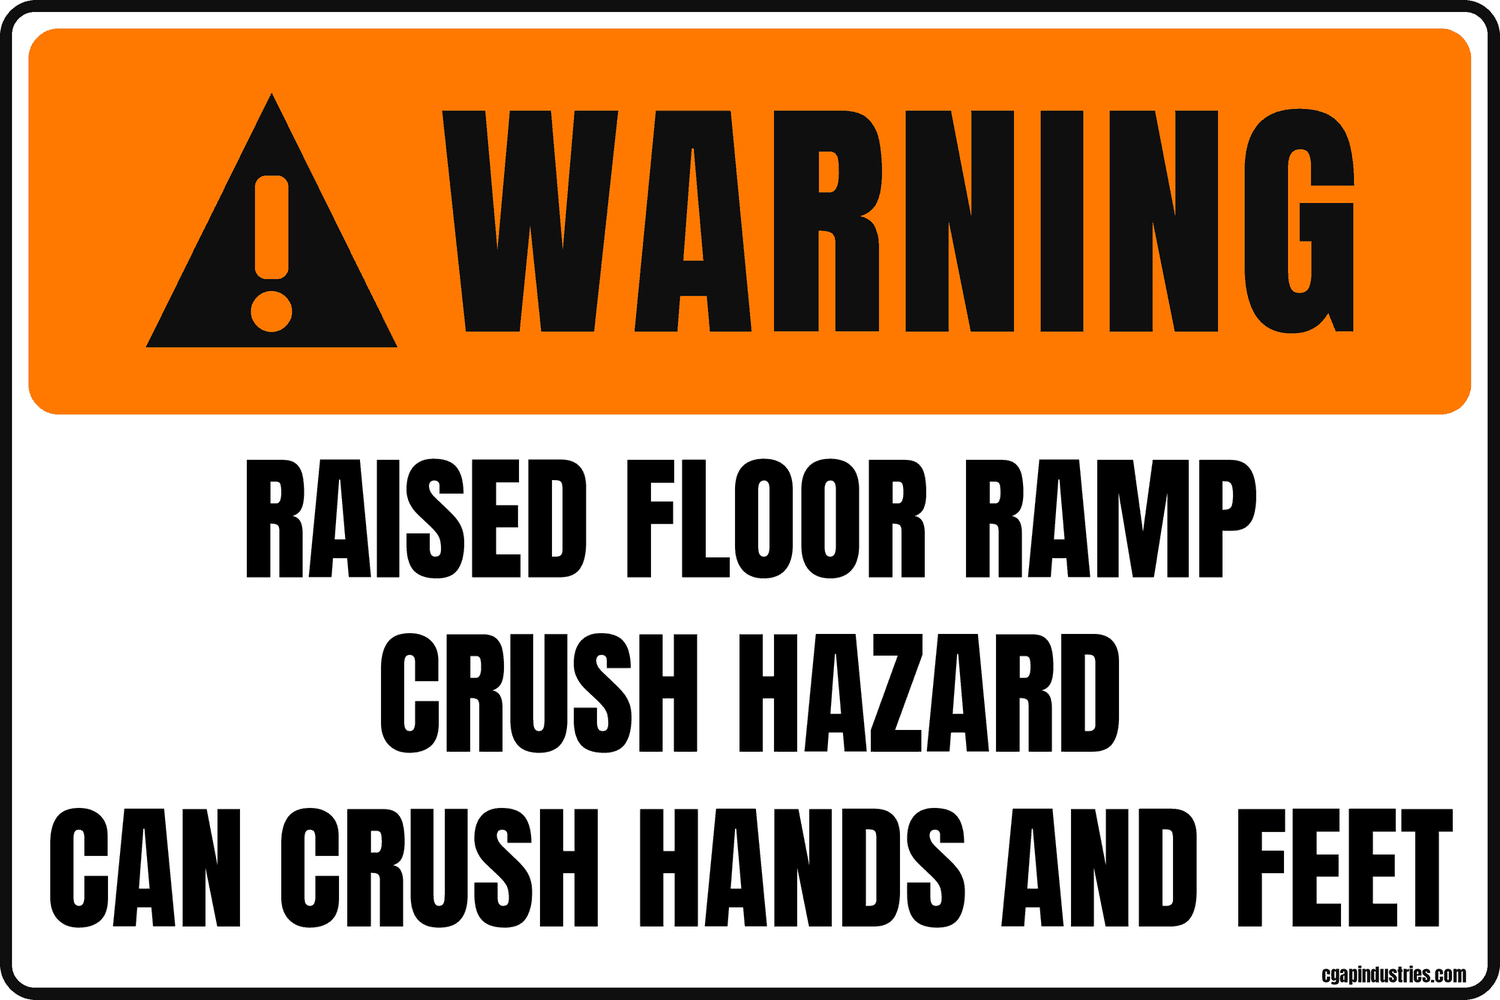 WARNING
RAISED FLOOR RAMP
CRUSH HAZARD
CAN CRUSH HANDS AND FEET
cgapindustries.com